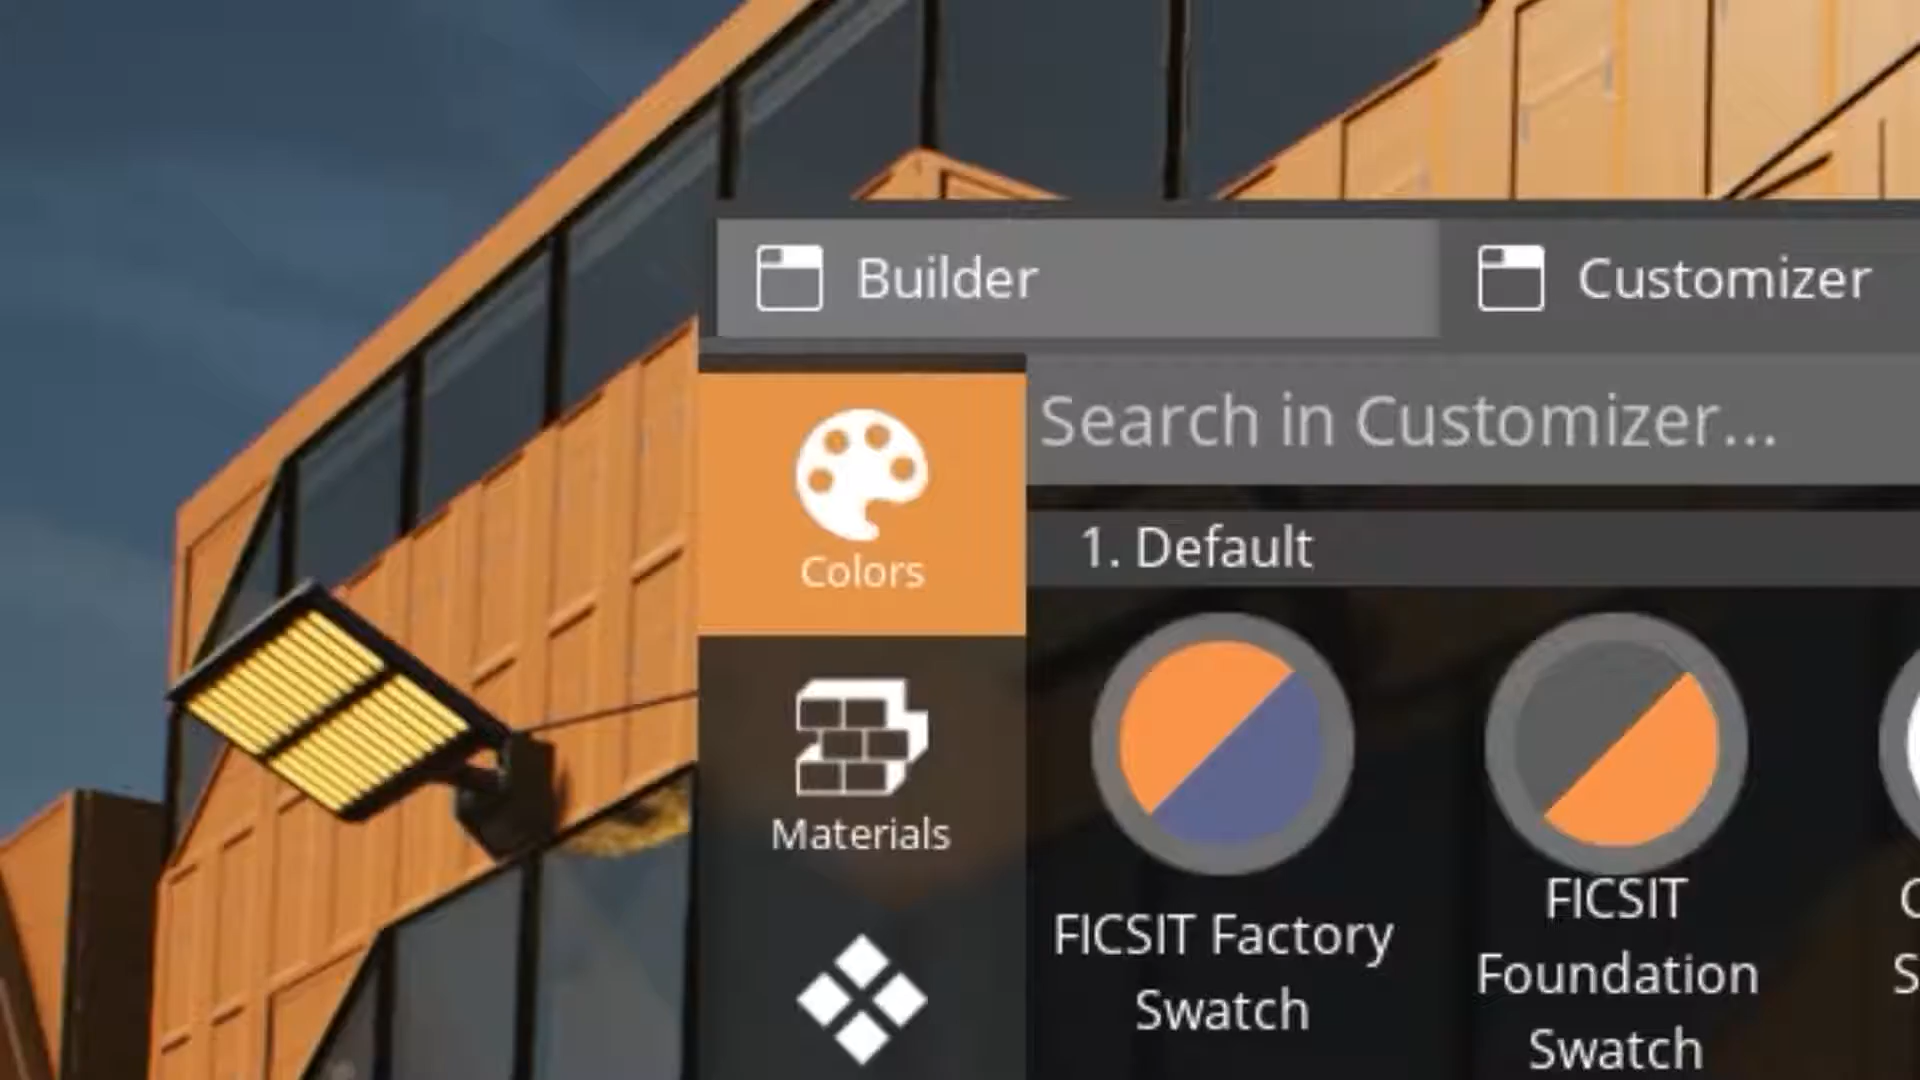 Builder
Customizer
Search in Customizer...
Colors
1. Default
Materials
FICSIT Factory
Swatch
FICSIT
Foundation
Swatch